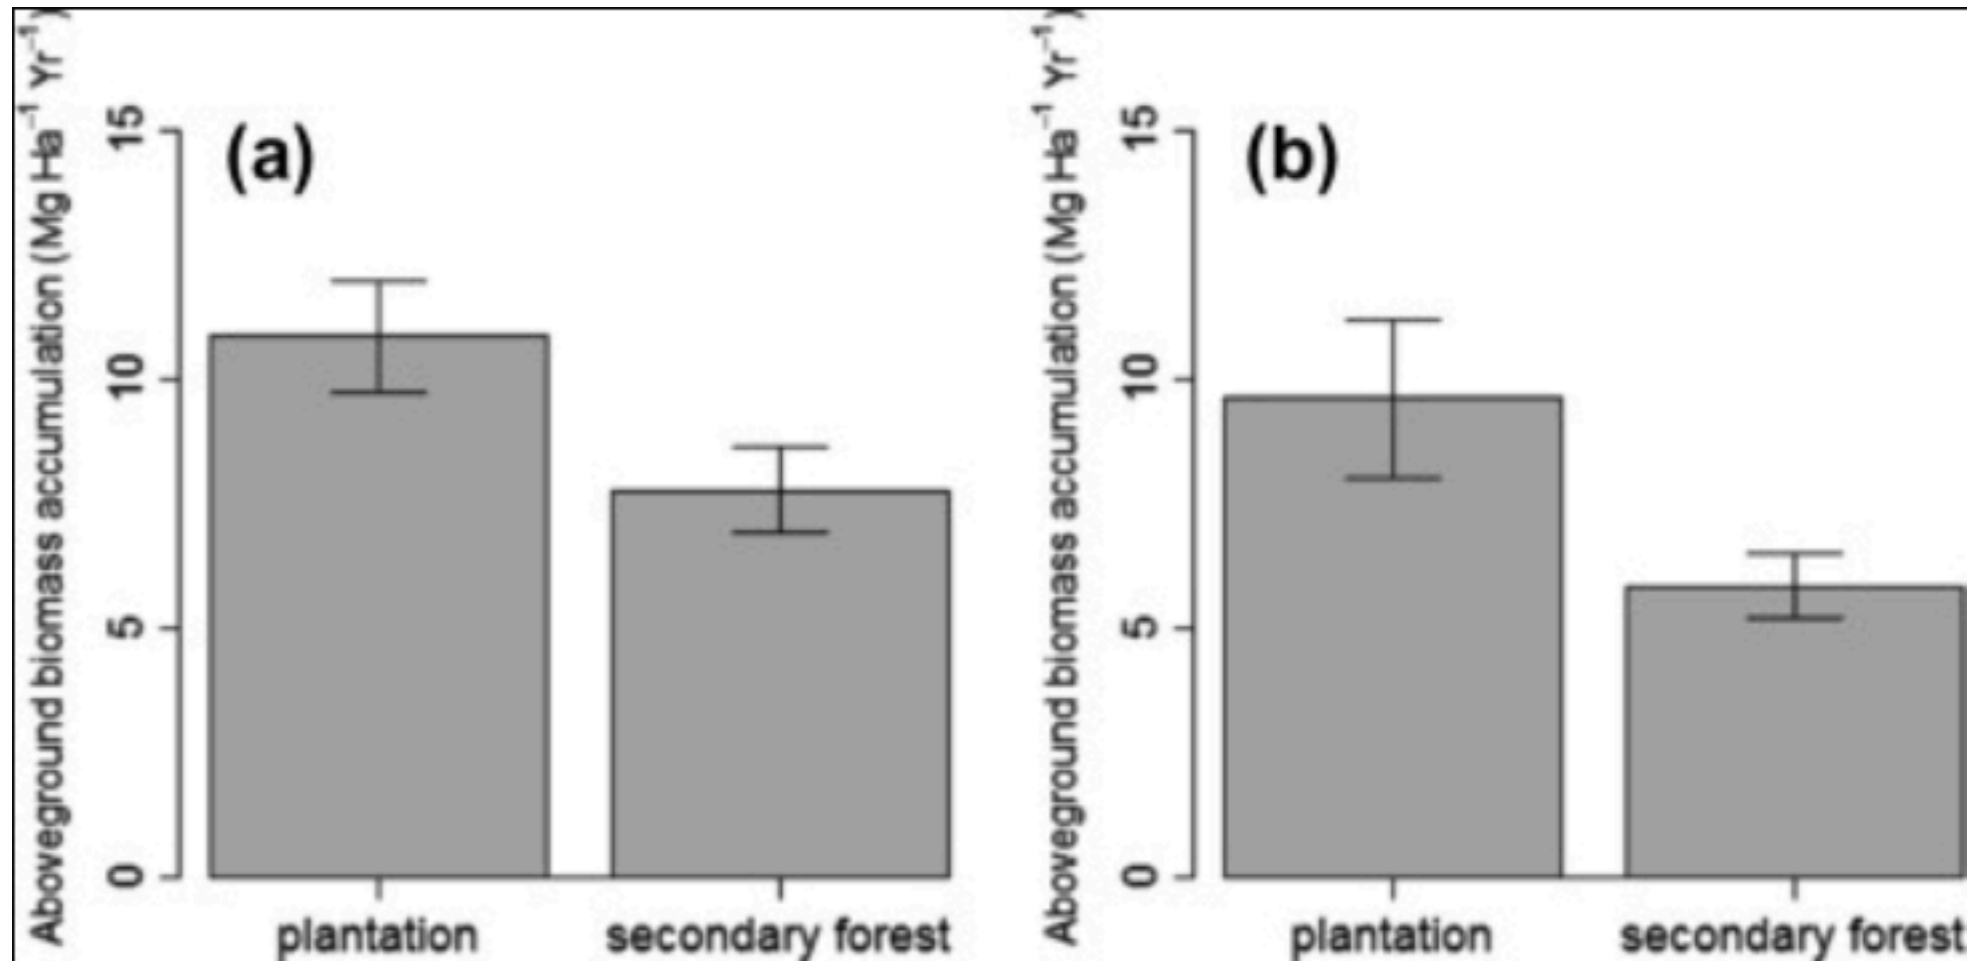 Aboveground biomass accumulation (Mg Ha⁻¹ Yr⁻¹)
15
10
5
0
(a)
plantation
secondary forest
Aboveground biomass accumulation (Mg Ha⁻¹ Yr⁻¹)
15
10
5
0
(b)
plantation
secondary forest